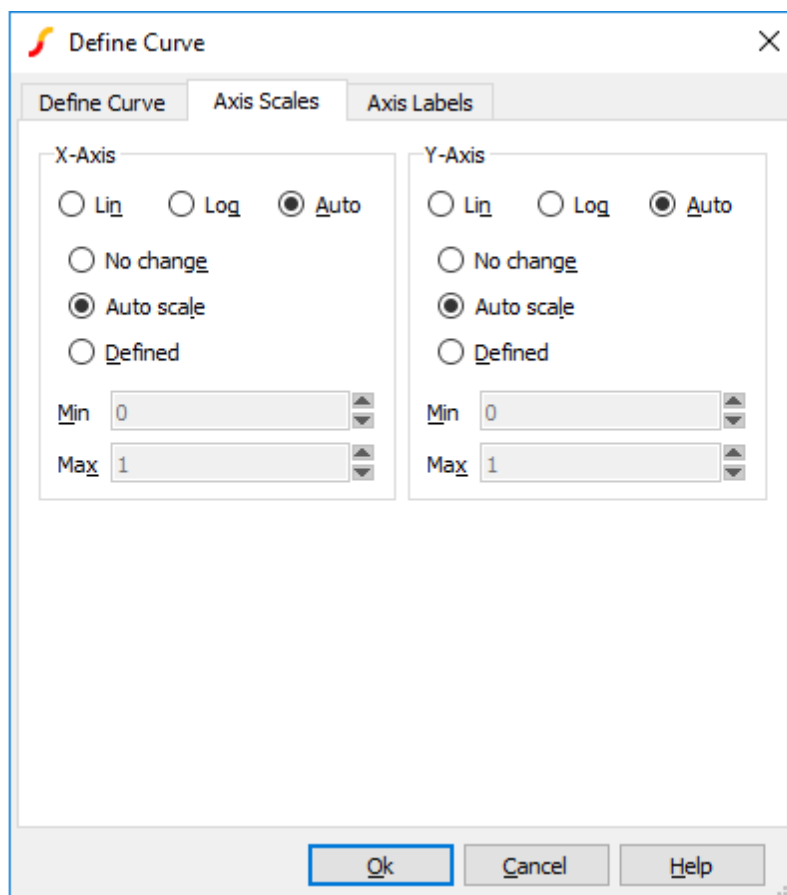 Define Curve
Define Curve Axis Scales Axis Labels
X-Axis Y-Axis
Lin Log Auto Lin Log Auto
No change No change
Auto scale Auto scale
Defined Defined
Min 0 Min 0
Max 1 Max 1
Ok Cancel Help